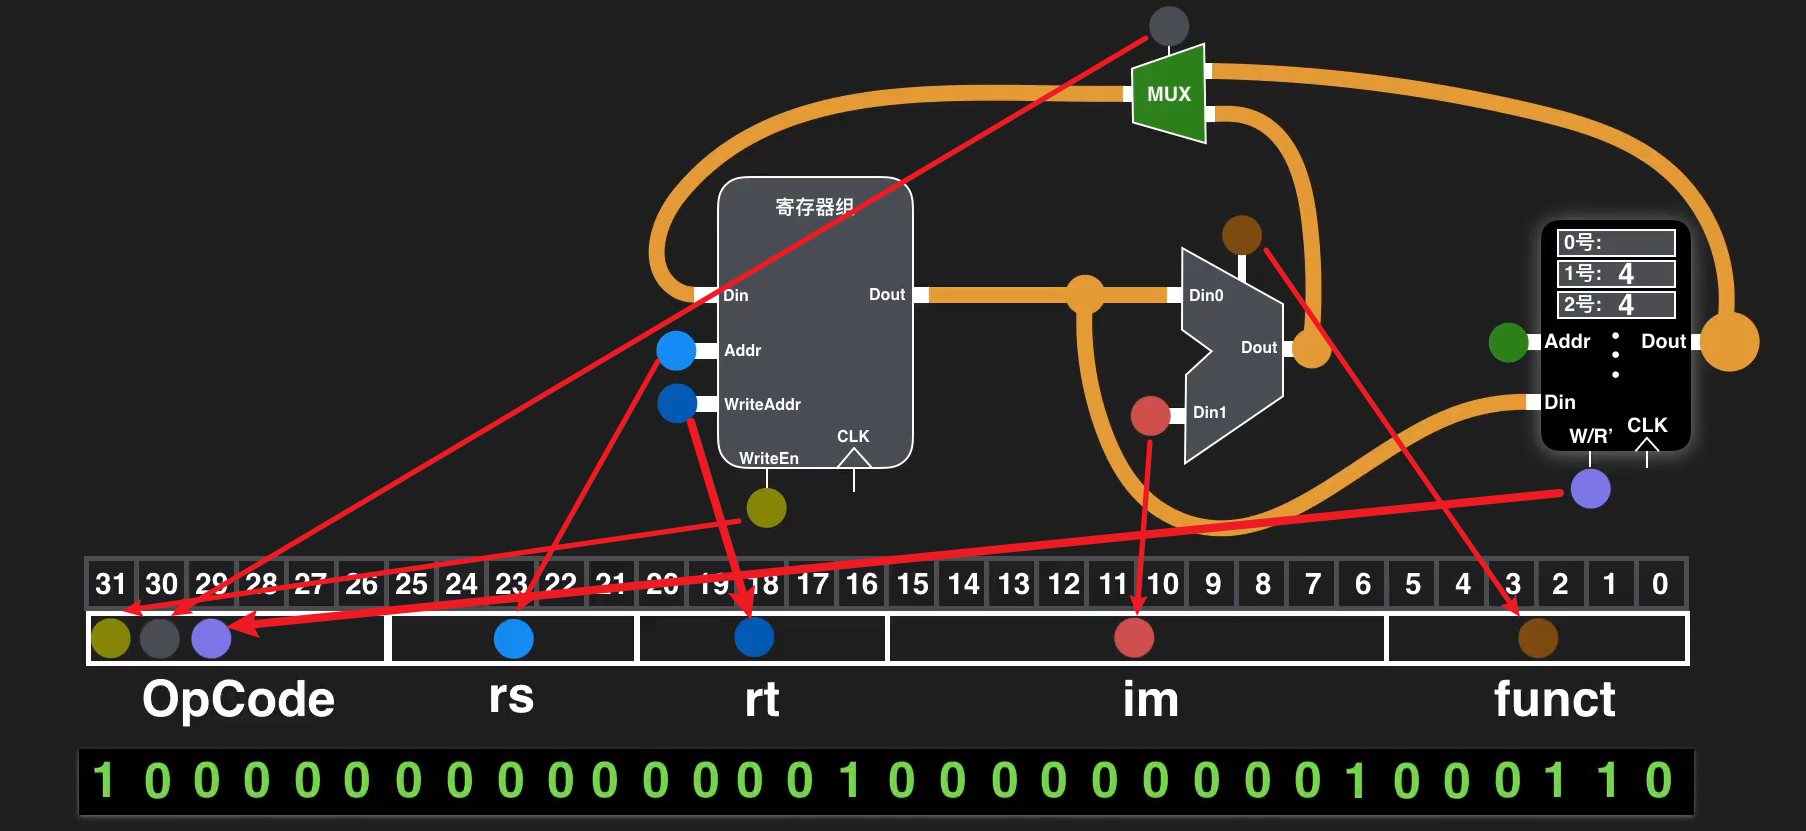 MUX
寄存器组
Din
Dout
Addr
WriteAddr
WriteEn
CLK
Din0
Dout
Din1
0号:
1号: 4
2号: 4
Addr
Dout
Din
W/R’
CLK
31 30 29 28 27 26 25 24 23 22 21 20 19 18 17 16 15 14 13 12 11 10 9 8 7 6 5 4 3 2 1 0
OpCode rs rt im funct
1 0 0 0 0 0 0 0 0 0 0 0 0 0 0 1 0 0 0 0 0 0 0 0 0 1 0 0 0 1 1 0